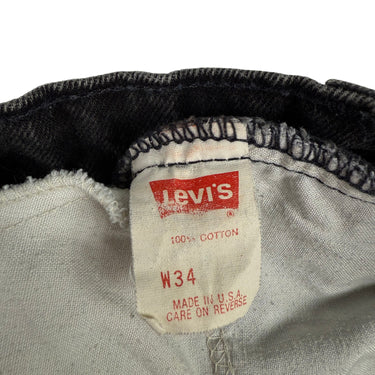 Levi's
®
100% COTTON
W34
MADE IN U.S.A.
CARE ON REVERSE